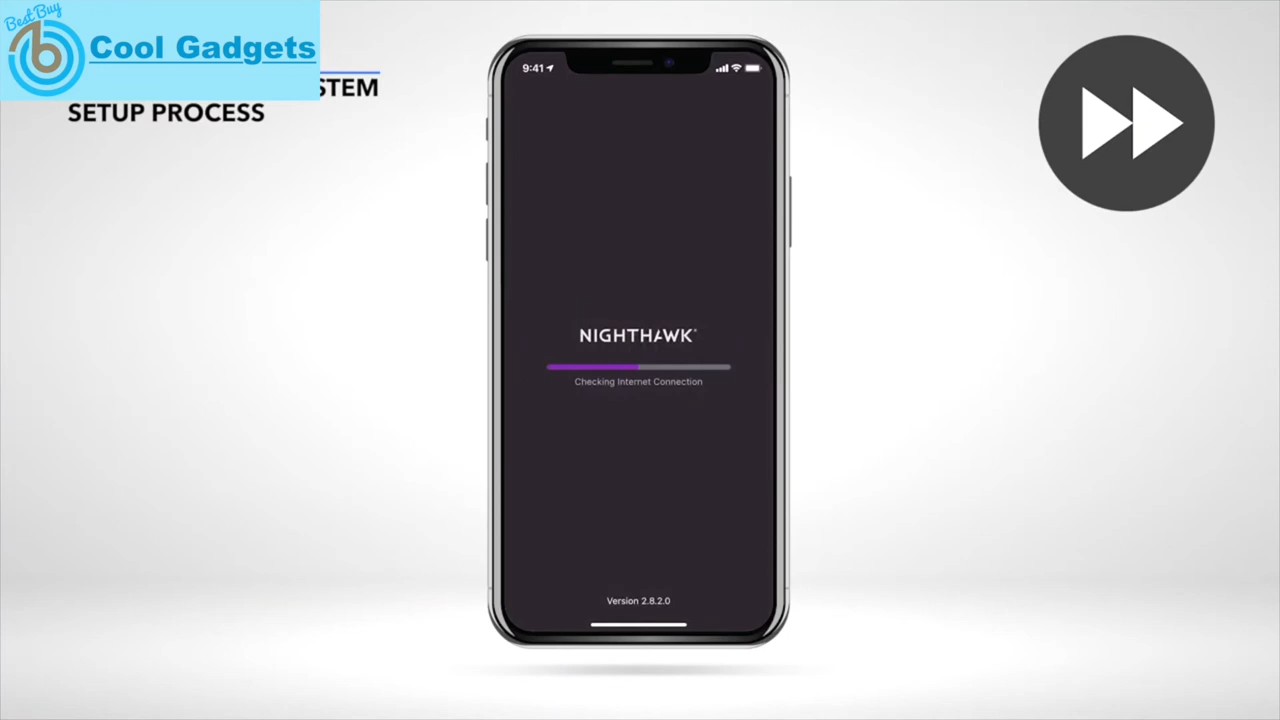 Best Buy
Cool Gadgets
STEM
SETUP PROCESS
9:41
NIGHTHAWK
Checking Internet Connection
Version 2.8.2.0